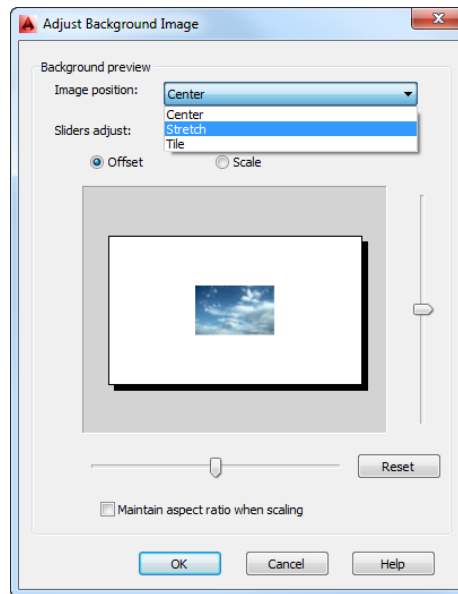 Adjust Background Image
Background preview
Image position:
Center
Center
Stretch
Tile
Sliders adjust:
Offset
Scale
Reset
Maintain aspect ratio when scaling
OK
Cancel
Help